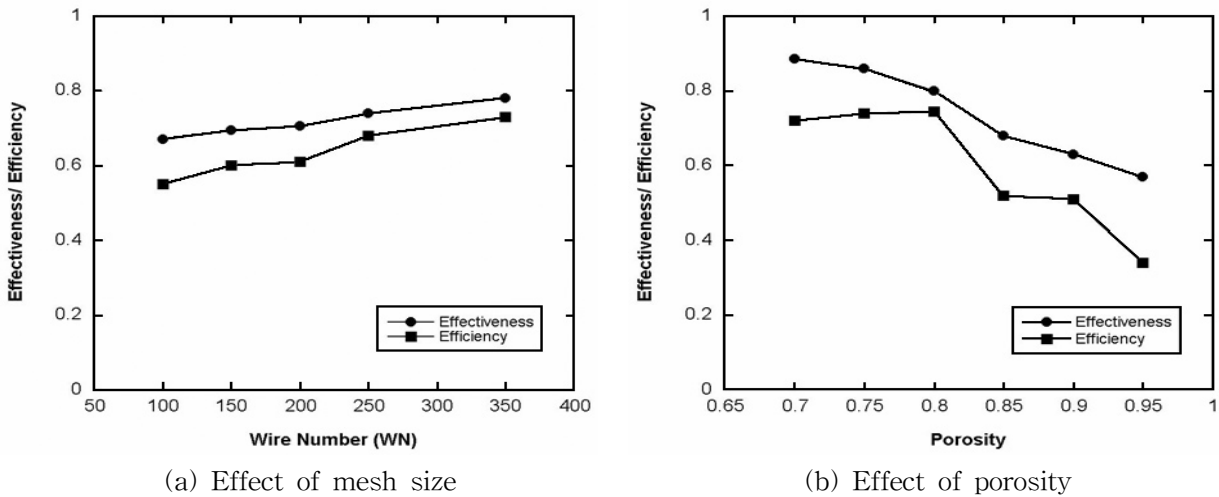 1
0.8
0.6
0.4
0.2
0
Effectiveness/ Efficiency
Effectiveness
Efficiency
50 100 150 200 250 300 350 400
Wire Number (WN)
(a) Effect of mesh size
1
0.8
0.6
0.4
0.2
0
Effectiveness/ Efficiency
Effectiveness
Efficiency
0.65 0.7 0.75 0.8 0.85 0.9 0.95 1
Porosity
(b) Effect of porosity